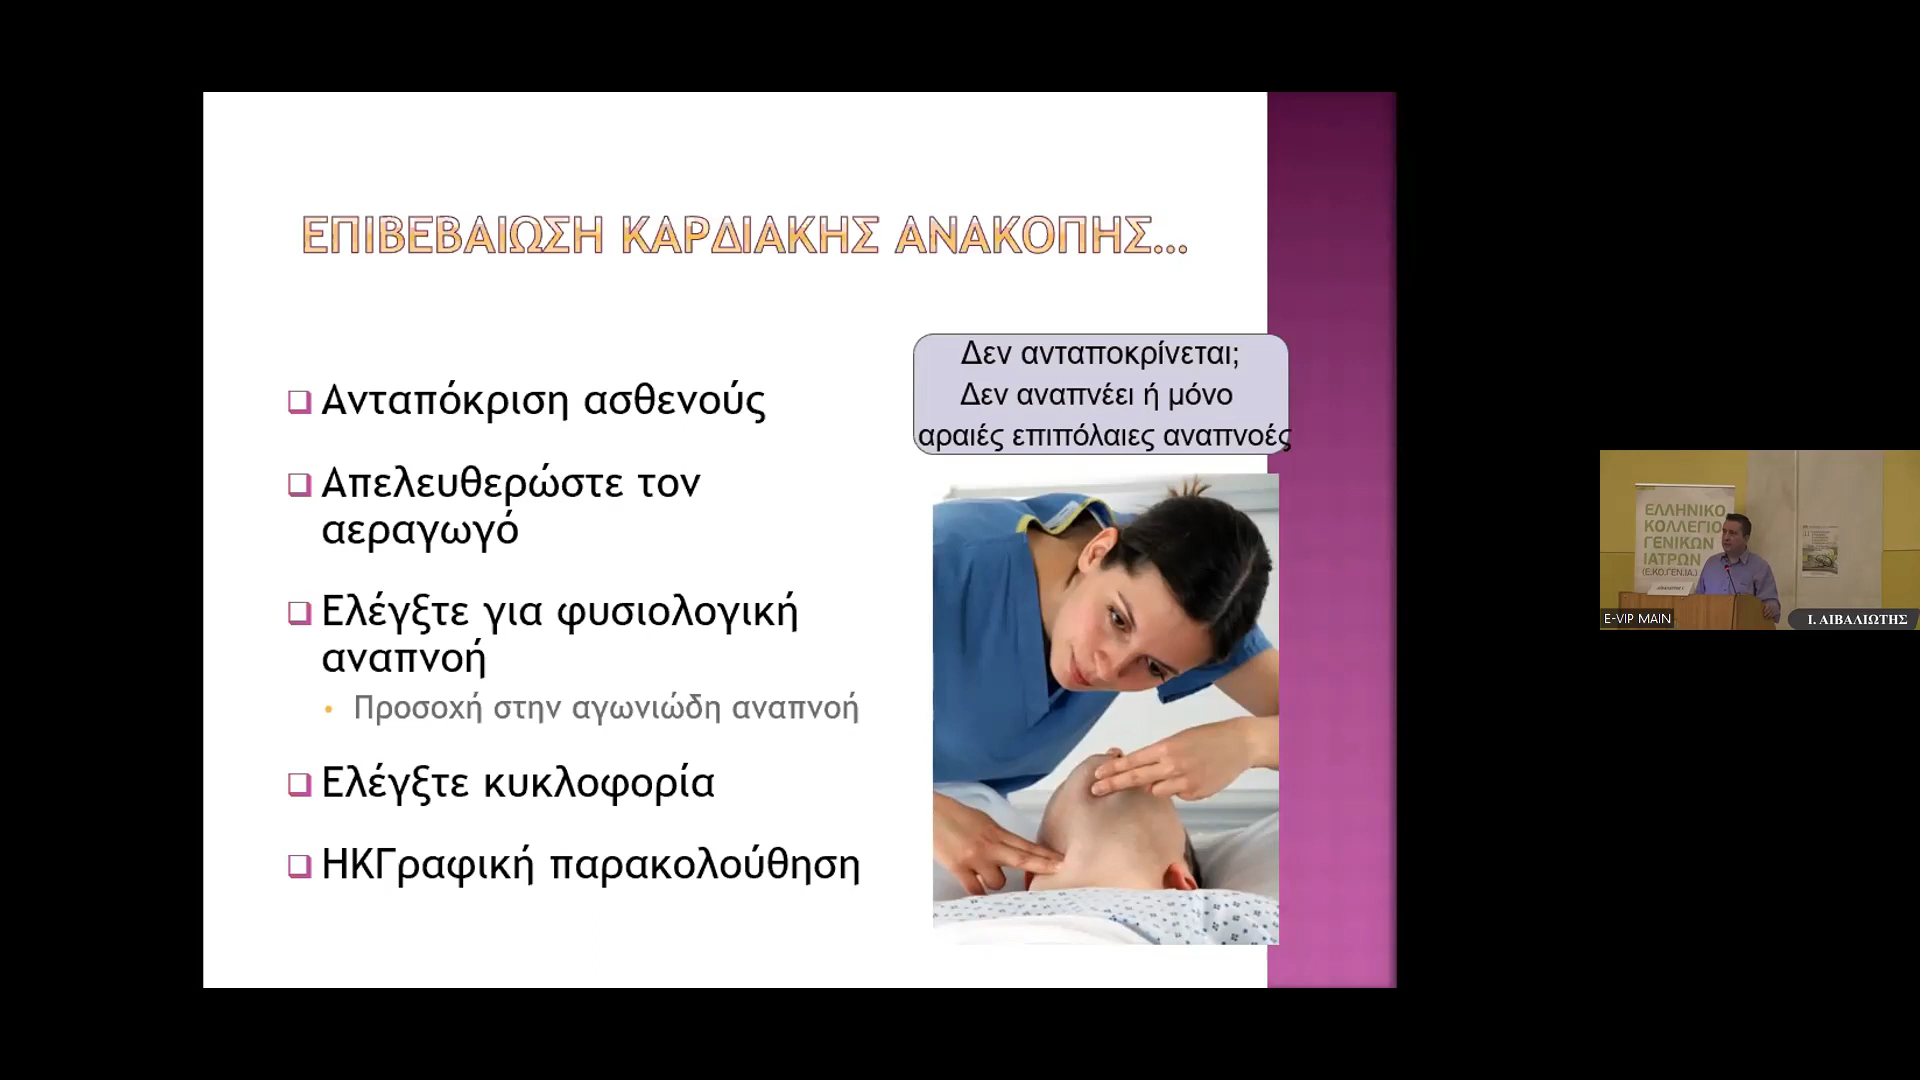 ΕΠΙΒΕΒΑΙΩΣΗ ΚΑΡΔΙΑΚΗΣ ΑΝΑΚΟΠΗΣ...
Ανταπόκριση ασθενούς
Απελευθερώστε τον
αεραγωγό
Ελέγξτε για φυσιολογική
αναπνοή
• Προσοχή στην αγωνιώδη αναπνοή
Ελέγξτε κυκλοφορία
ΗΚΓραφική παρακολούθηση
Δεν ανταποκρίνεται;
Δεν αναπνέει ή μόνο
αραιές επιπόλαιες αναπνοές
ΕΛΛΗΝΙΚΟ
ΚΟΛΛΕΓΙΟ
ΓΕΝΙΚΩΝ
ΙΑΤΡΩΝ
(Ε.ΚΟ.ΓΕΝ.ΙΑ.)
E-VIP MAIN
Ι. ΑΙΒΑΛΙΩΤΗΣ